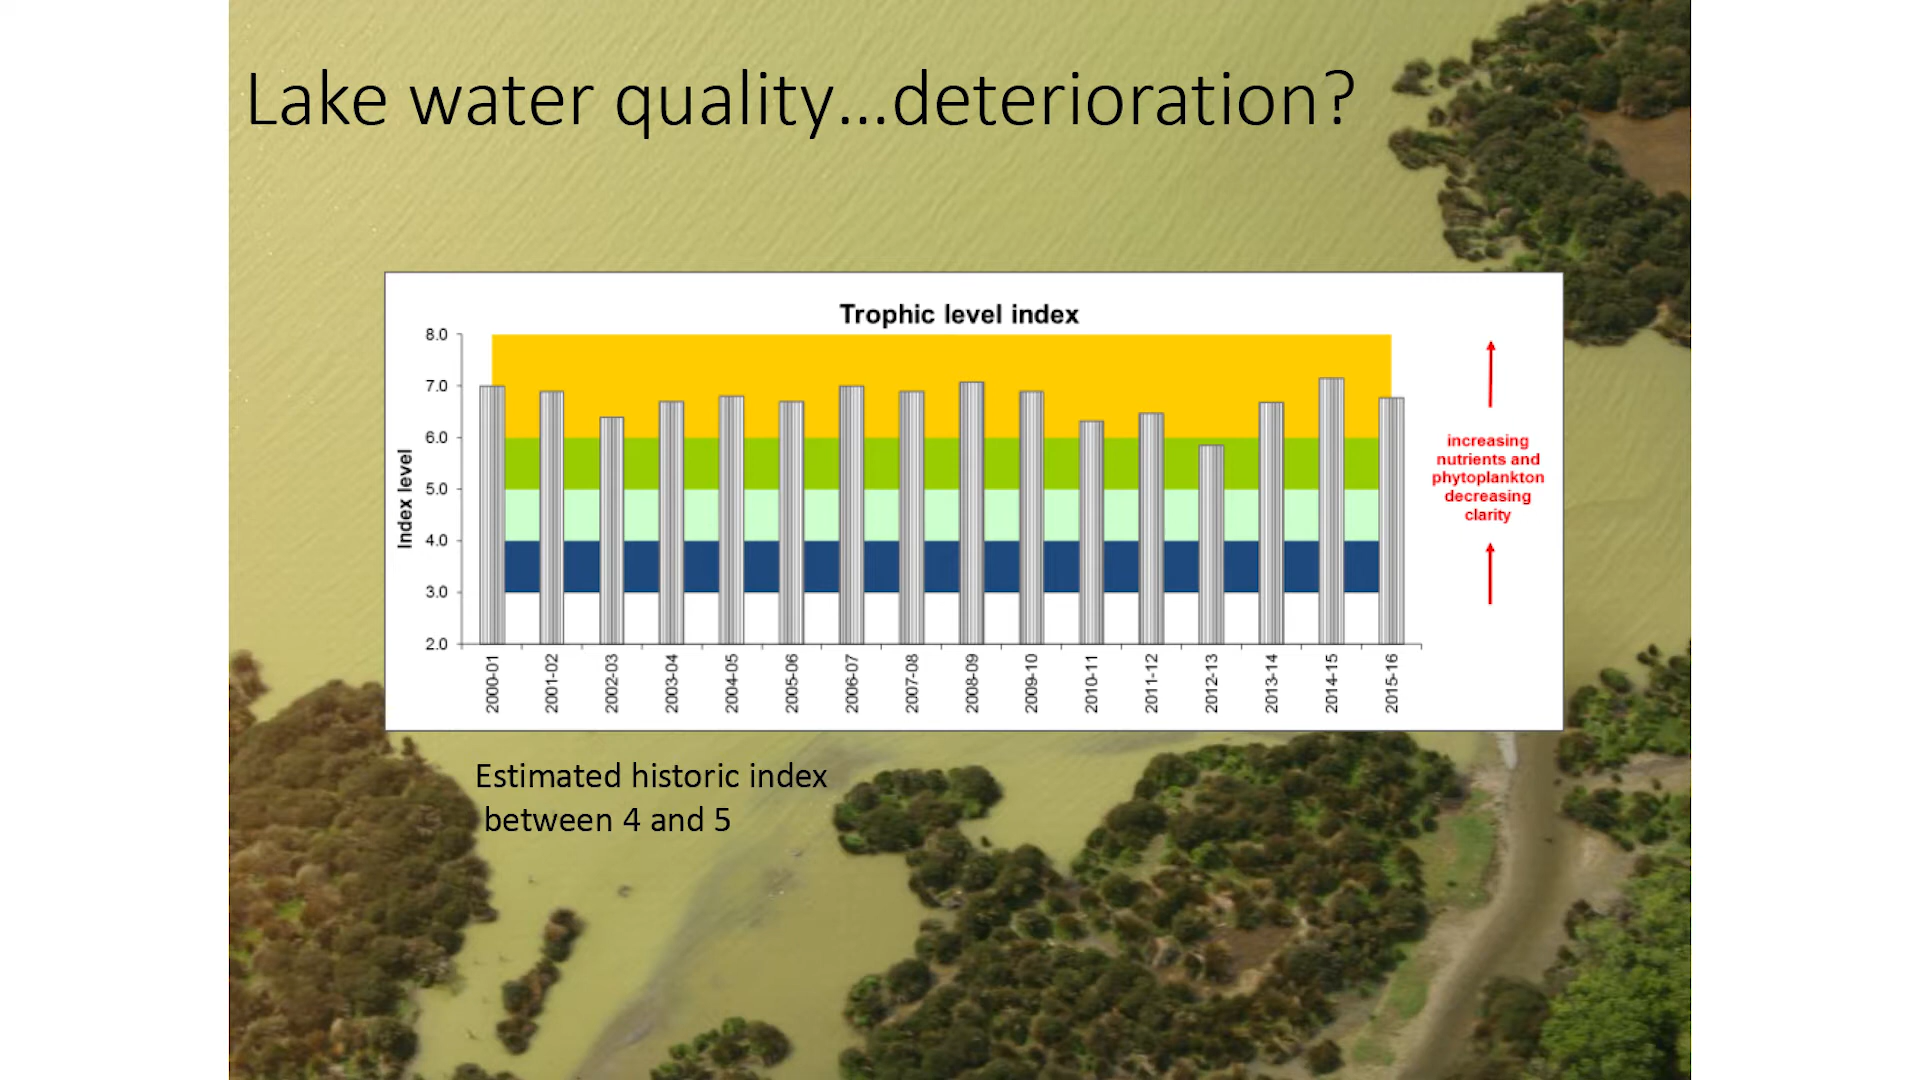 Lake water quality...deterioration?
Trophic level index
8.0
7.0
6.0
5.0
4.0
3.0
2.0
Index level
2000-01
2001-02
2002-03
2003-04
2004-05
2005-06
2006-07
2007-08
2008-09
2009-10
2010-11
2011-12
2012-13
2013-14
2014-15
2015-16
increasing
nutrients and
phytoplankton
decreasing
clarity
Estimated historic index
between 4 and 5